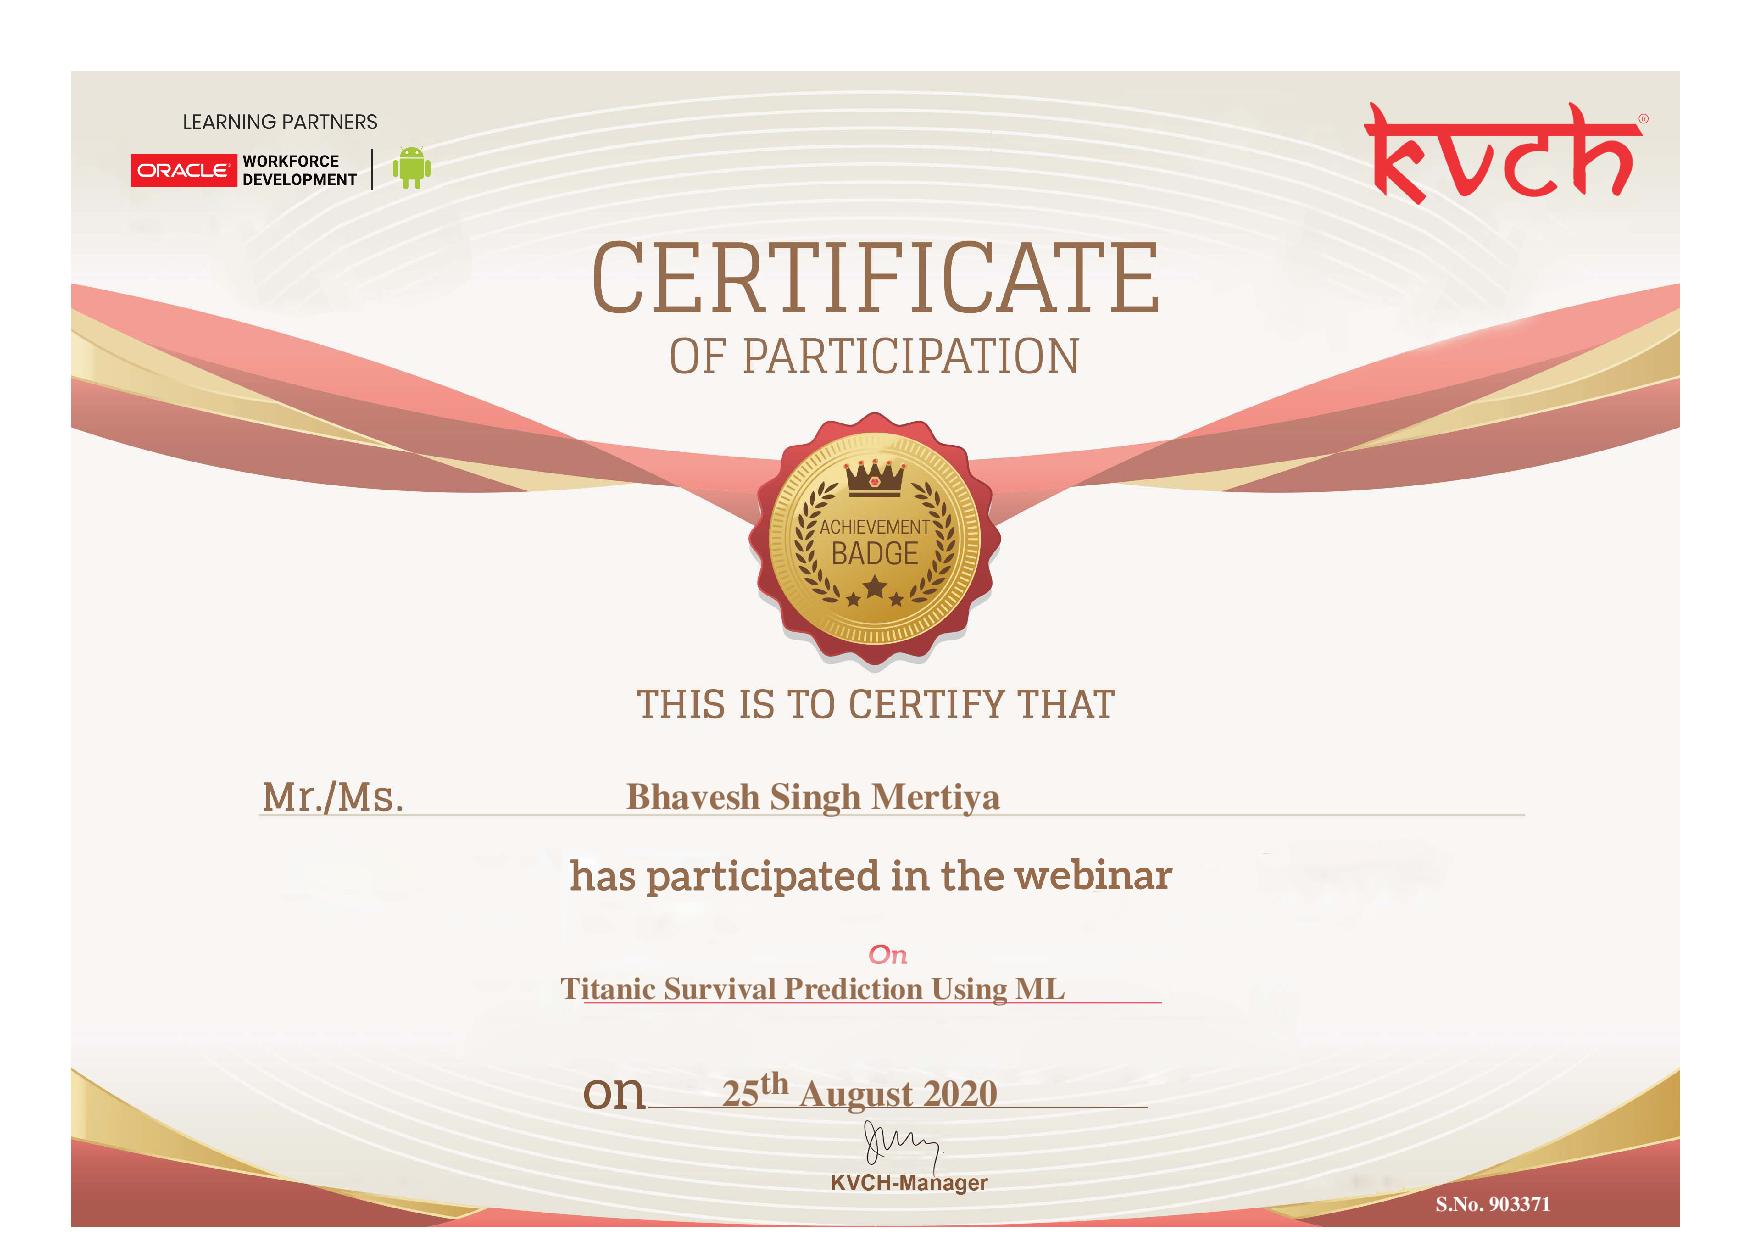 LEARNING PARTNERS
ORACLE WORKFORCE
DEVELOPMENT
kvch®
CERTIFICATE
OF PARTICIPATION
ACHIEVEMENT
BADGE
THIS IS TO CERTIFY THAT
Mr./Ms. Bhavesh Singh Mertiya
has participated in the webinar
On
Titanic Survival Prediction Using ML
on 25th August 2020
KVCH-Manager
S.No. 903371